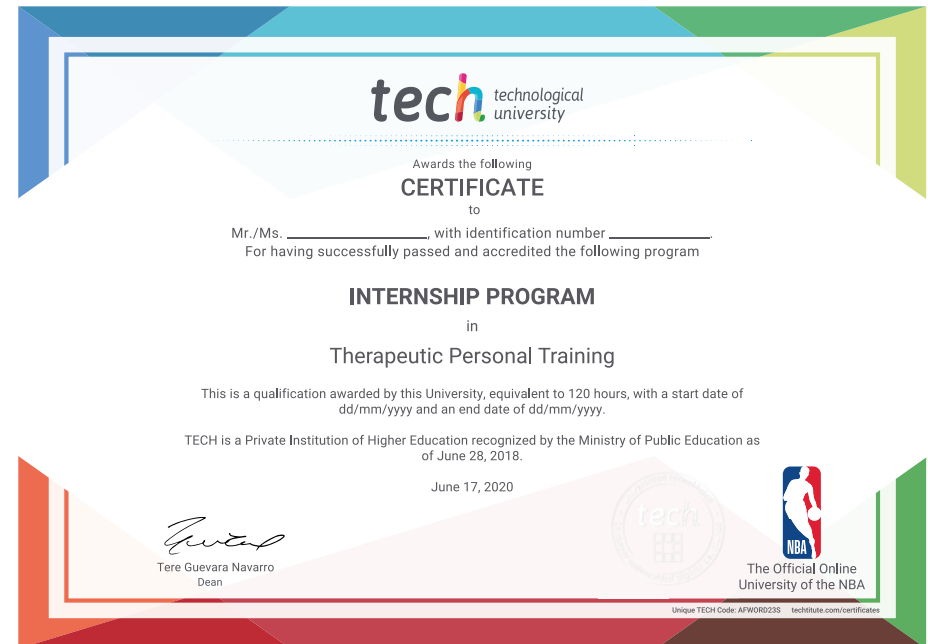 tech technological
university
Awards the following
CERTIFICATE
to
Mr./Ms. ____________________, with identification number ______________.
For having successfully passed and accredited the following program
INTERNSHIP PROGRAM
in
Therapeutic Personal Training
This is a qualification awarded by this University, equivalent to 120 hours, with a start date of
dd/mm/yyyy and an end date of dd/mm/yyyy.
TECH is a Private Institution of Higher Education recognized by the Ministry of Public Education as
of June 28, 2018.
June 17, 2020
tech
NBA
Tere Guevara Navarro
Dean
The Official Online
University of the NBA
Unique TECH Code: AFWORD23S techtitute.com/certificates